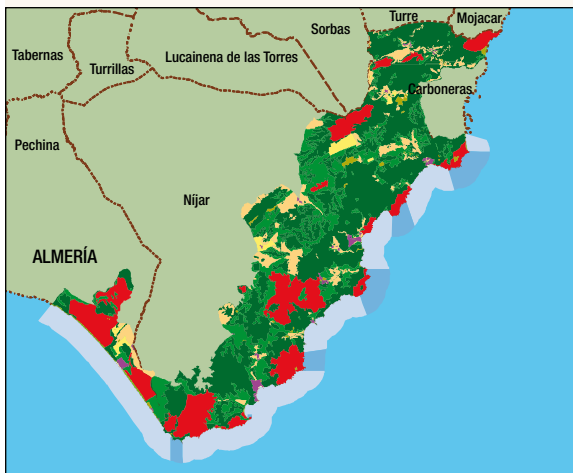 Sorbas
Turre
Mojacar
Tabernas
Turrillas
Lucainena de las Torres
Carboneras
Pechina
Níjar
ALMERÍA